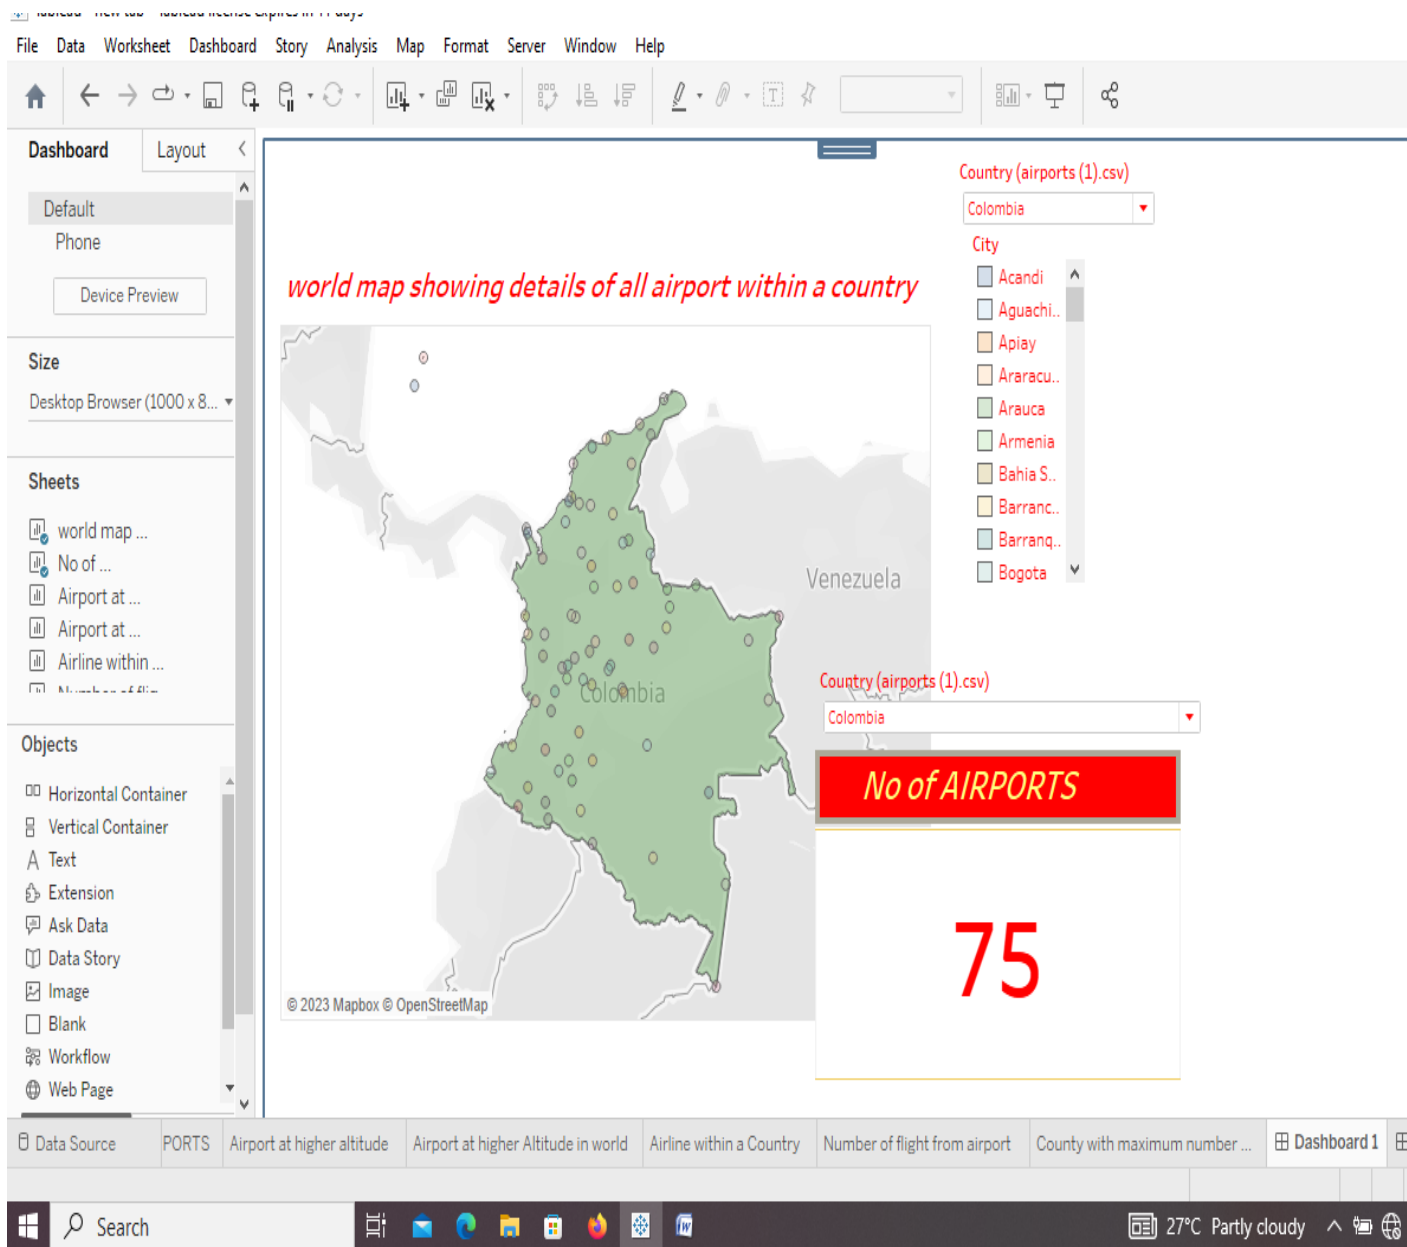 File Data Worksheet Dashboard Story Analysis Map Format Server Window Help
Dashboard Layout
Default
Phone
Device Preview
Size
Desktop Browser (1000 x 8...
Sheets
world map ...
No of ...
Airport at ...
Airport at ...
Airline within ...
Objects
Horizontal Container
Vertical Container
Text
Extension
Ask Data
Data Story
Image
Blank
Workflow
Web Page
world map showing details of all airport within a country
Venezuela
Colombia
© 2023 Mapbox © OpenStreetMap
Country (airports (1).csv)
Colombia
City
Acandi
Aguachi..
Apiay
Araracu..
Arauca
Armenia
Bahia S..
Barranc..
Barranq..
Bogota
Country (airports (1).csv)
Colombia
No of AIRPORTS
75
Data Source PORTS Airport at higher altitude Airport at higher Altitude in world Airline within a Country Number of flight from airport County with maximum number ... Dashboard 1
Search 27°C Partly cloudy